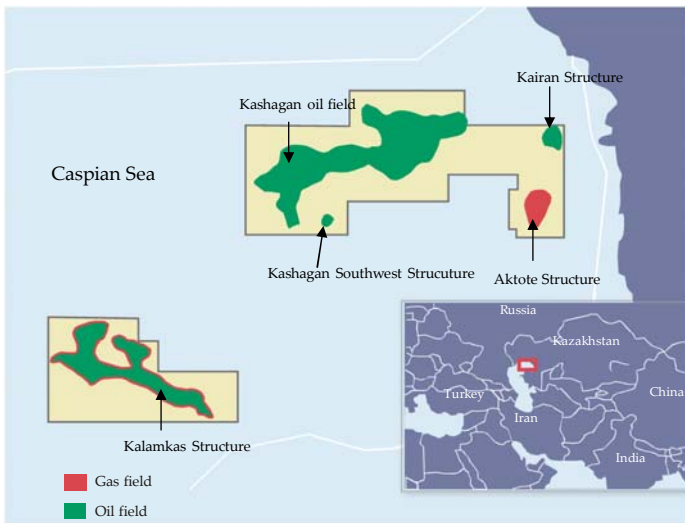 Kairan Structure
Kashagan oil field
Caspian Sea
Kashagan Southwest Strucuture
Aktote Structure
Russia
Kazakhstan
China
Turkey
Iran
India
Kalamkas Structure
Gas field
Oil field